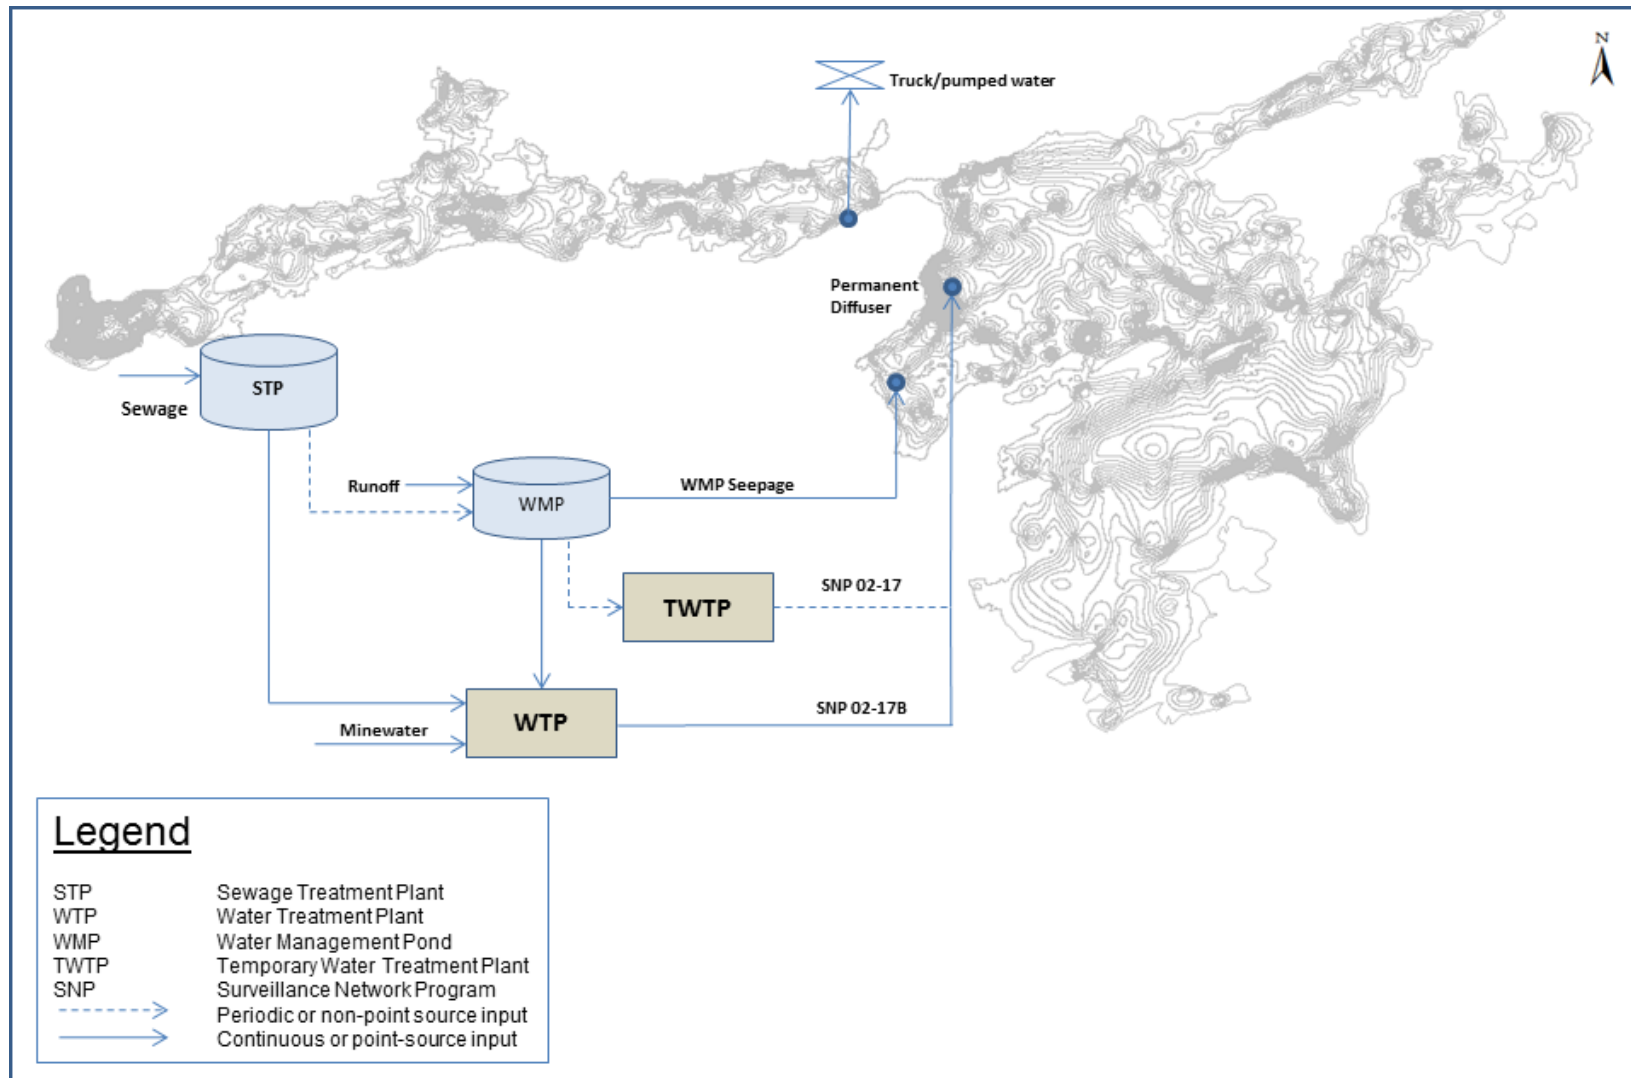 N
Truck/pumped water
Permanent
Diffuser
STP
Sewage
Runoff
WMP
WMP Seepage
TWTP
SNP 02-17
WTP
SNP 02-17B
Minewater
Legend
STP Sewage Treatment Plant
WTP Water Treatment Plant
WMP Water Management Pond
TWTP Temporary Water Treatment Plant
SNP Surveillance Network Program
Periodic or non-point source input
Continuous or point-source input